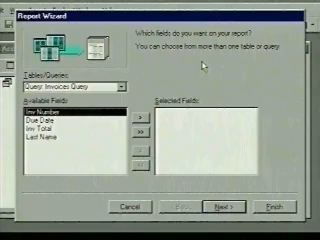 Report Wizard
Which fields do you want on your report?
You can choose from more than one table or query.
Tables/Queries:
Query: Invoices Query
Available Fields:
Selected Fields:
Inv Number
Due Date
Inv Total
Last Name
>
>>
<
<<
Cancel
< Back
Next >
Finish